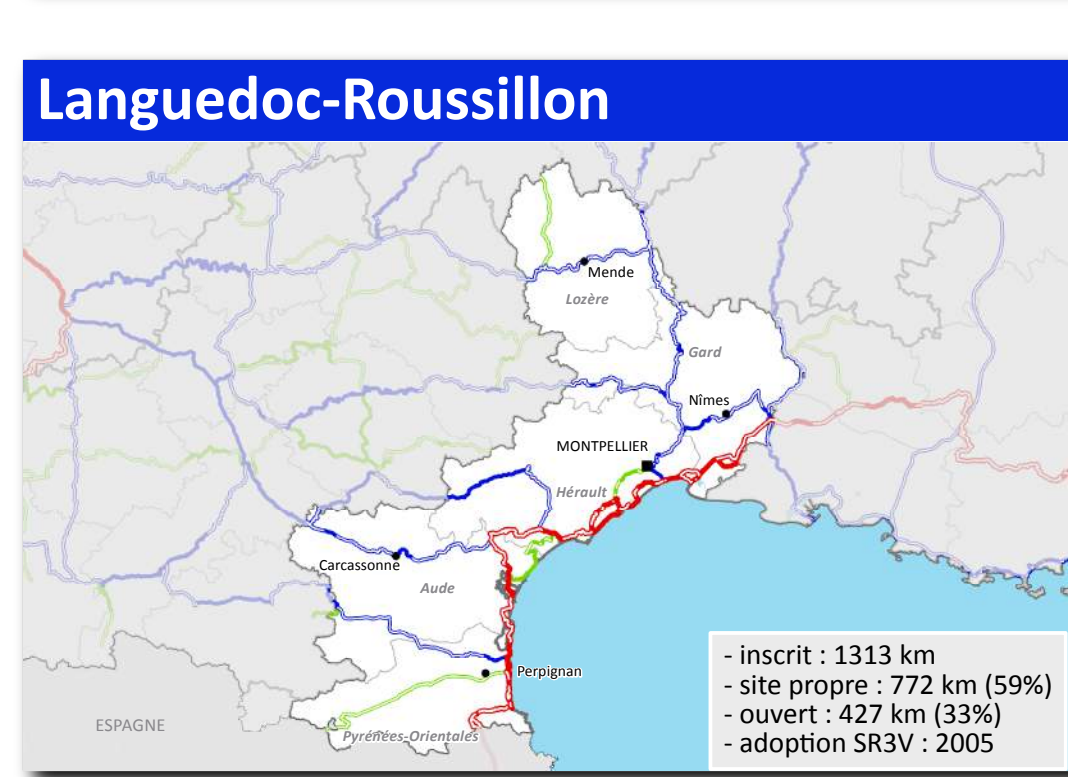 Languedoc-Roussillon
Mende
Lozère
Gard
Nîmes
MONTPELLIER
Hérault
Carcassonne
Aude
Perpignan
ESPAGNE
Pyrénées-Orientales
- inscrit : 1313 km
- site propre : 772 km (59%)
- ouvert : 427 km (33%)
- adoption SR3V : 2005